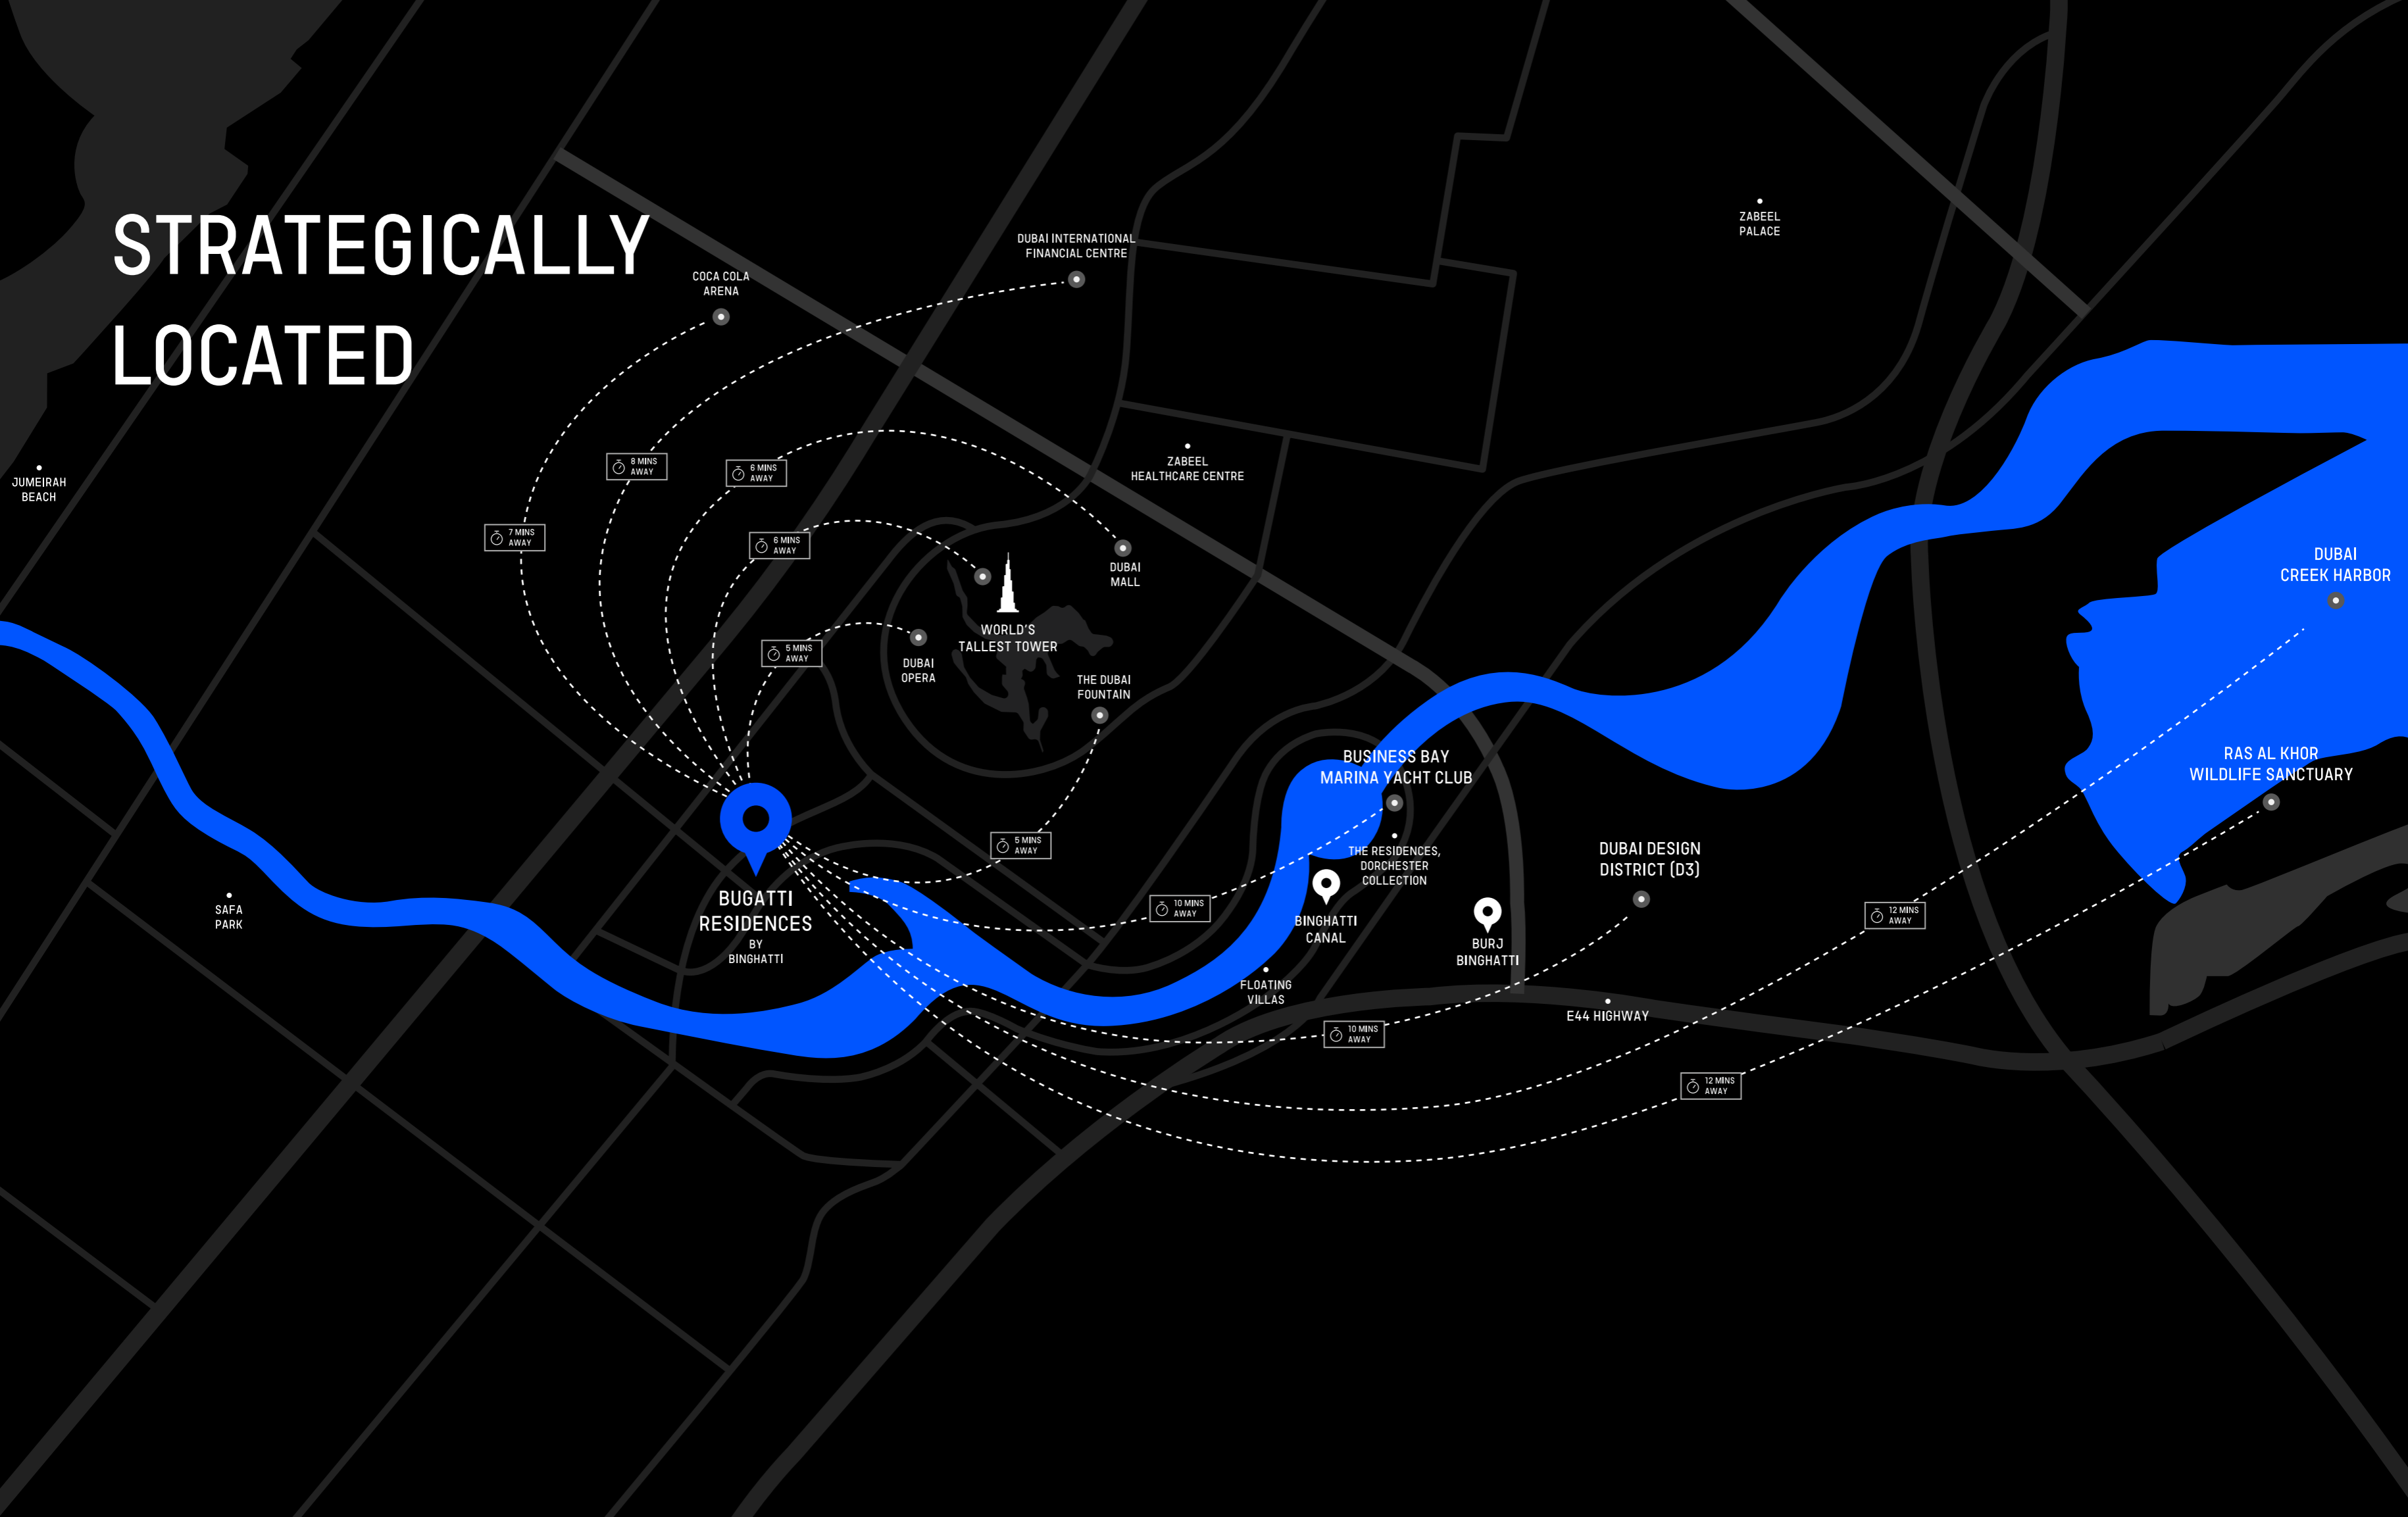 STRATEGICALLY
LOCATED
ZABEEL
PALACE
DUBAI INTERNATIONAL
FINANCIAL CENTRE
COCA COLA
ARENA
JUMEIRAH
BEACH
8 MINS
AWAY
6 MINS
AWAY
ZABEEL
HEALTHCARE CENTRE
7 MINS
AWAY
6 MINS
AWAY
DUBAI
MALL
DUBAI
CREEK HARBOR
WORLD'S
TALLEST TOWER
5 MINS
AWAY
DUBAI
OPERA
THE DUBAI
FOUNTAIN
BUSINESS BAY
MARINA YACHT CLUB
RAS AL KHOR
WILDLIFE SANCTUARY
5 MINS
AWAY
THE RESIDENCES,
DORCHESTER
COLLECTION
DUBAI DESIGN
DISTRICT (D3)
BUGATTI
RESIDENCES
BY
BINGHATTI
SAFA
PARK
10 MINS
AWAY
BINGHATTI
CANAL
BURJ
BINGHATTI
12 MINS
AWAY
FLOATING
VILLAS
E44 HIGHWAY
10 MINS
AWAY
12 MINS
AWAY